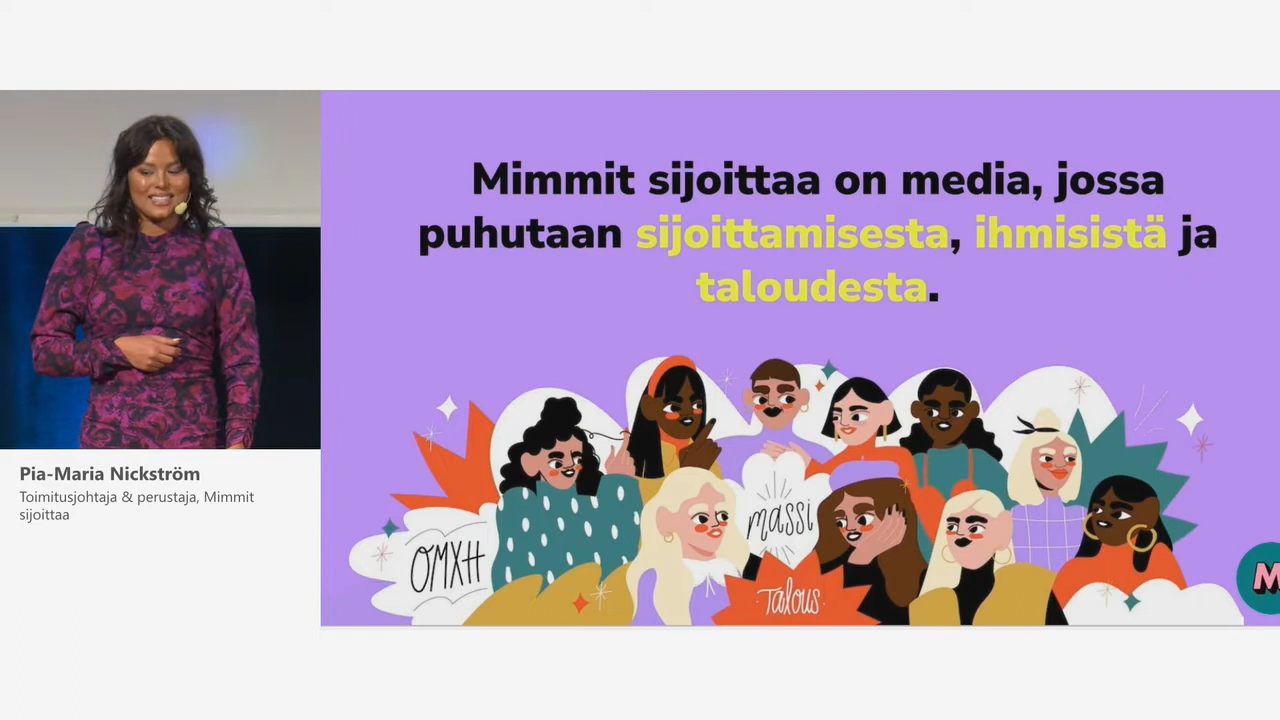 Mimmit sijoittaa on media, jossa
puhutaan sijoittamisesta, ihmisistä ja
taloudesta.
OMXH
massi
Talous
Pia-Maria Nickström
Toimitusjohtaja & perustaja, Mimmit
sijoittaa